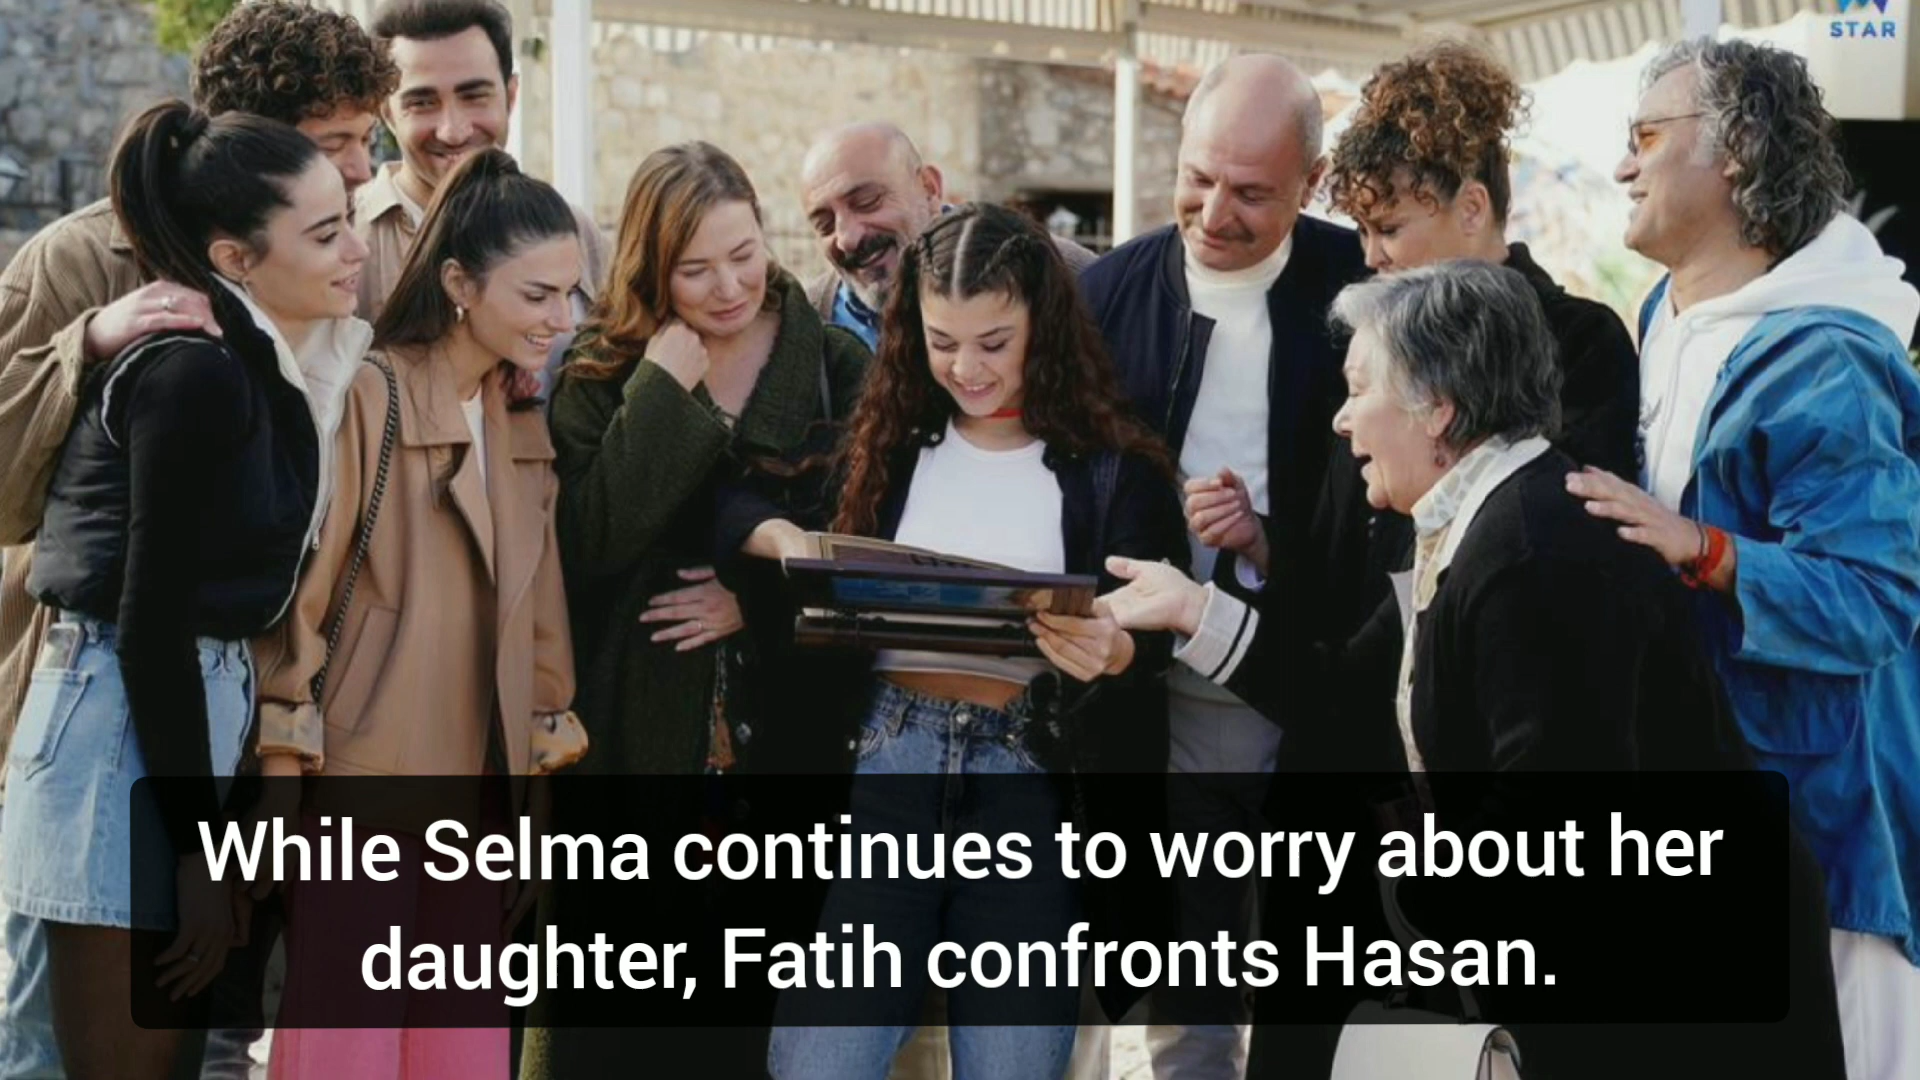 STAR
While Selma continues to worry about her
daughter, Fatih confronts Hasan.